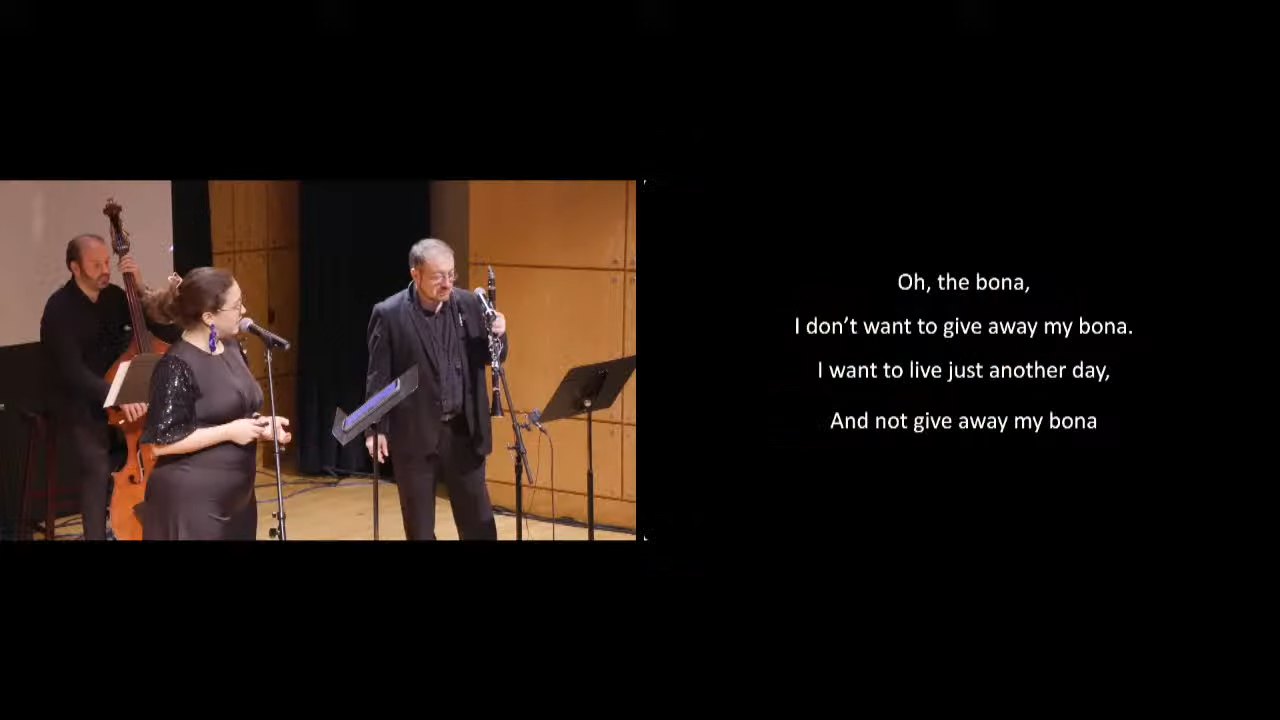 Oh, the bona,
I don’t want to give away my bona.
I want to live just another day,
And not give away my bona